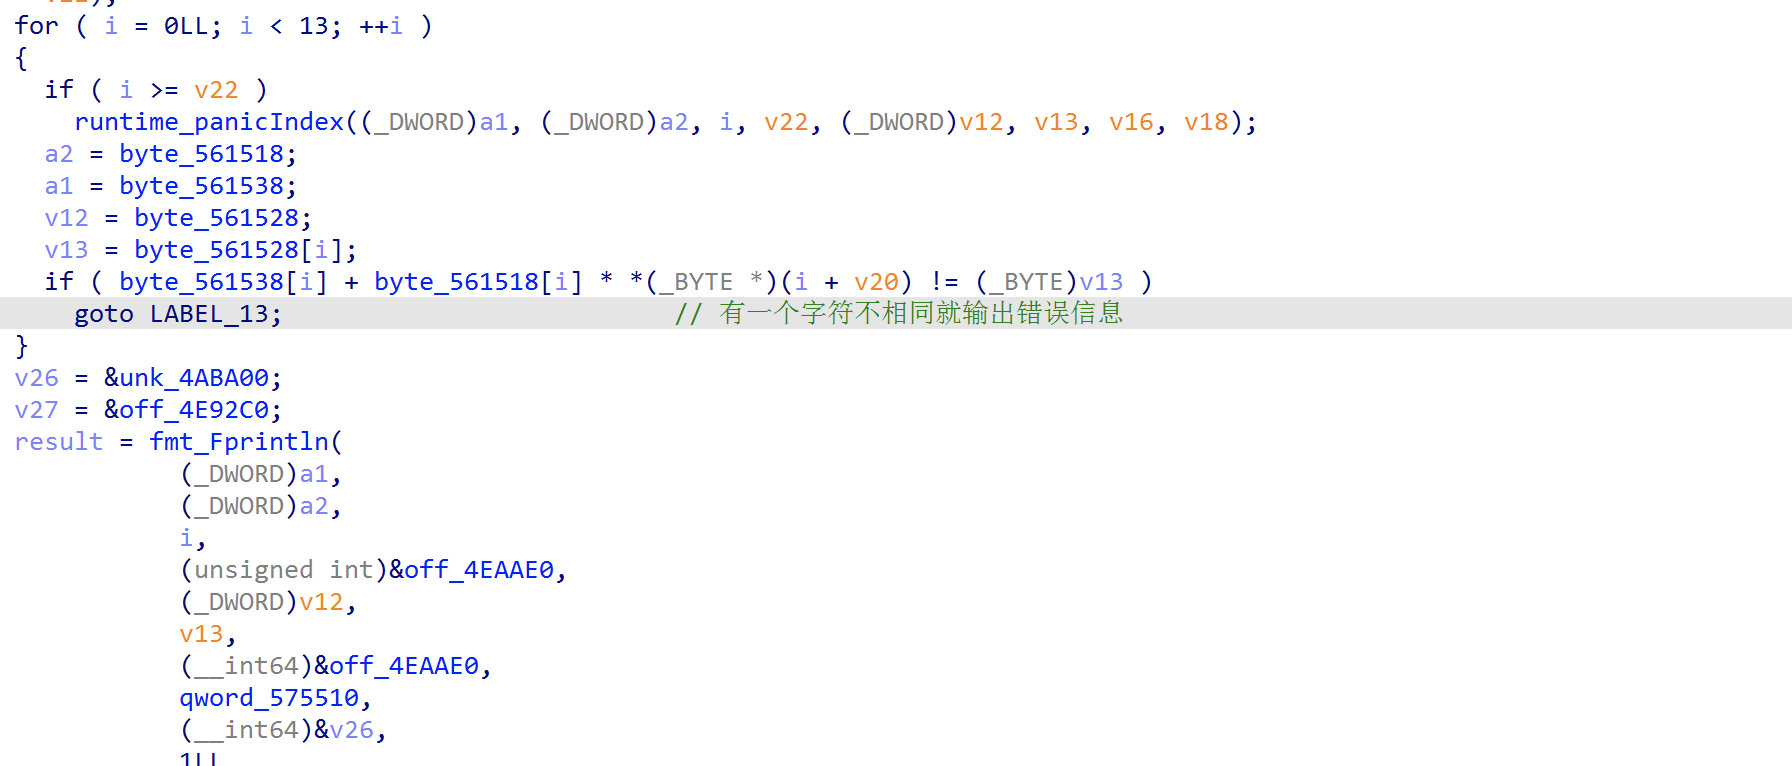 for ( i = 0LL; i < 13; ++i )
{
  if ( i >= v22 )
    runtime_panicIndex((_DWORD)a1, (_DWORD)a2, i, v22, (_DWORD)v12, v13, v16, v18);
  a2 = byte_561518;
  a1 = byte_561538;
  v12 = byte_561528;
  v13 = byte_561528[i];
  if ( byte_561538[i] + byte_561518[i] * *(_BYTE *)(i + v20) != (_BYTE)v13 )
    goto LABEL_13;                          // 有一个字符不相同就输出错误信息
}
v26 = &unk_4ABA00;
v27 = &off_4E92C0;
result = fmt_Fprintln(
           (_DWORD)a1,
           (_DWORD)a2,
           i,
           (unsigned int)&off_4EAAE0,
           (_DWORD)v12,
           v13,
           (__int64)&off_4EAAE0,
           qword_575510,
           (__int64)&v26,
           1LL